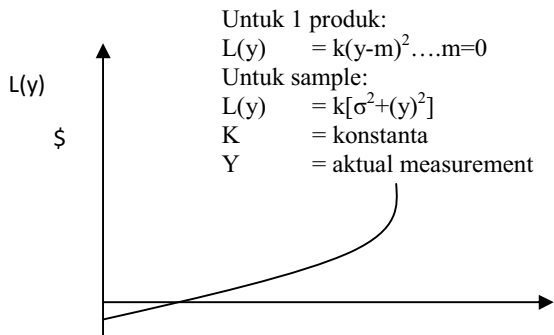 Untuk 1 produk:
L(y) = k(y-m)²….m=0
Untuk sample:
L(y) = k[σ²+(y)²]
K = konstanta
Y = aktual measurement
L(y)
$